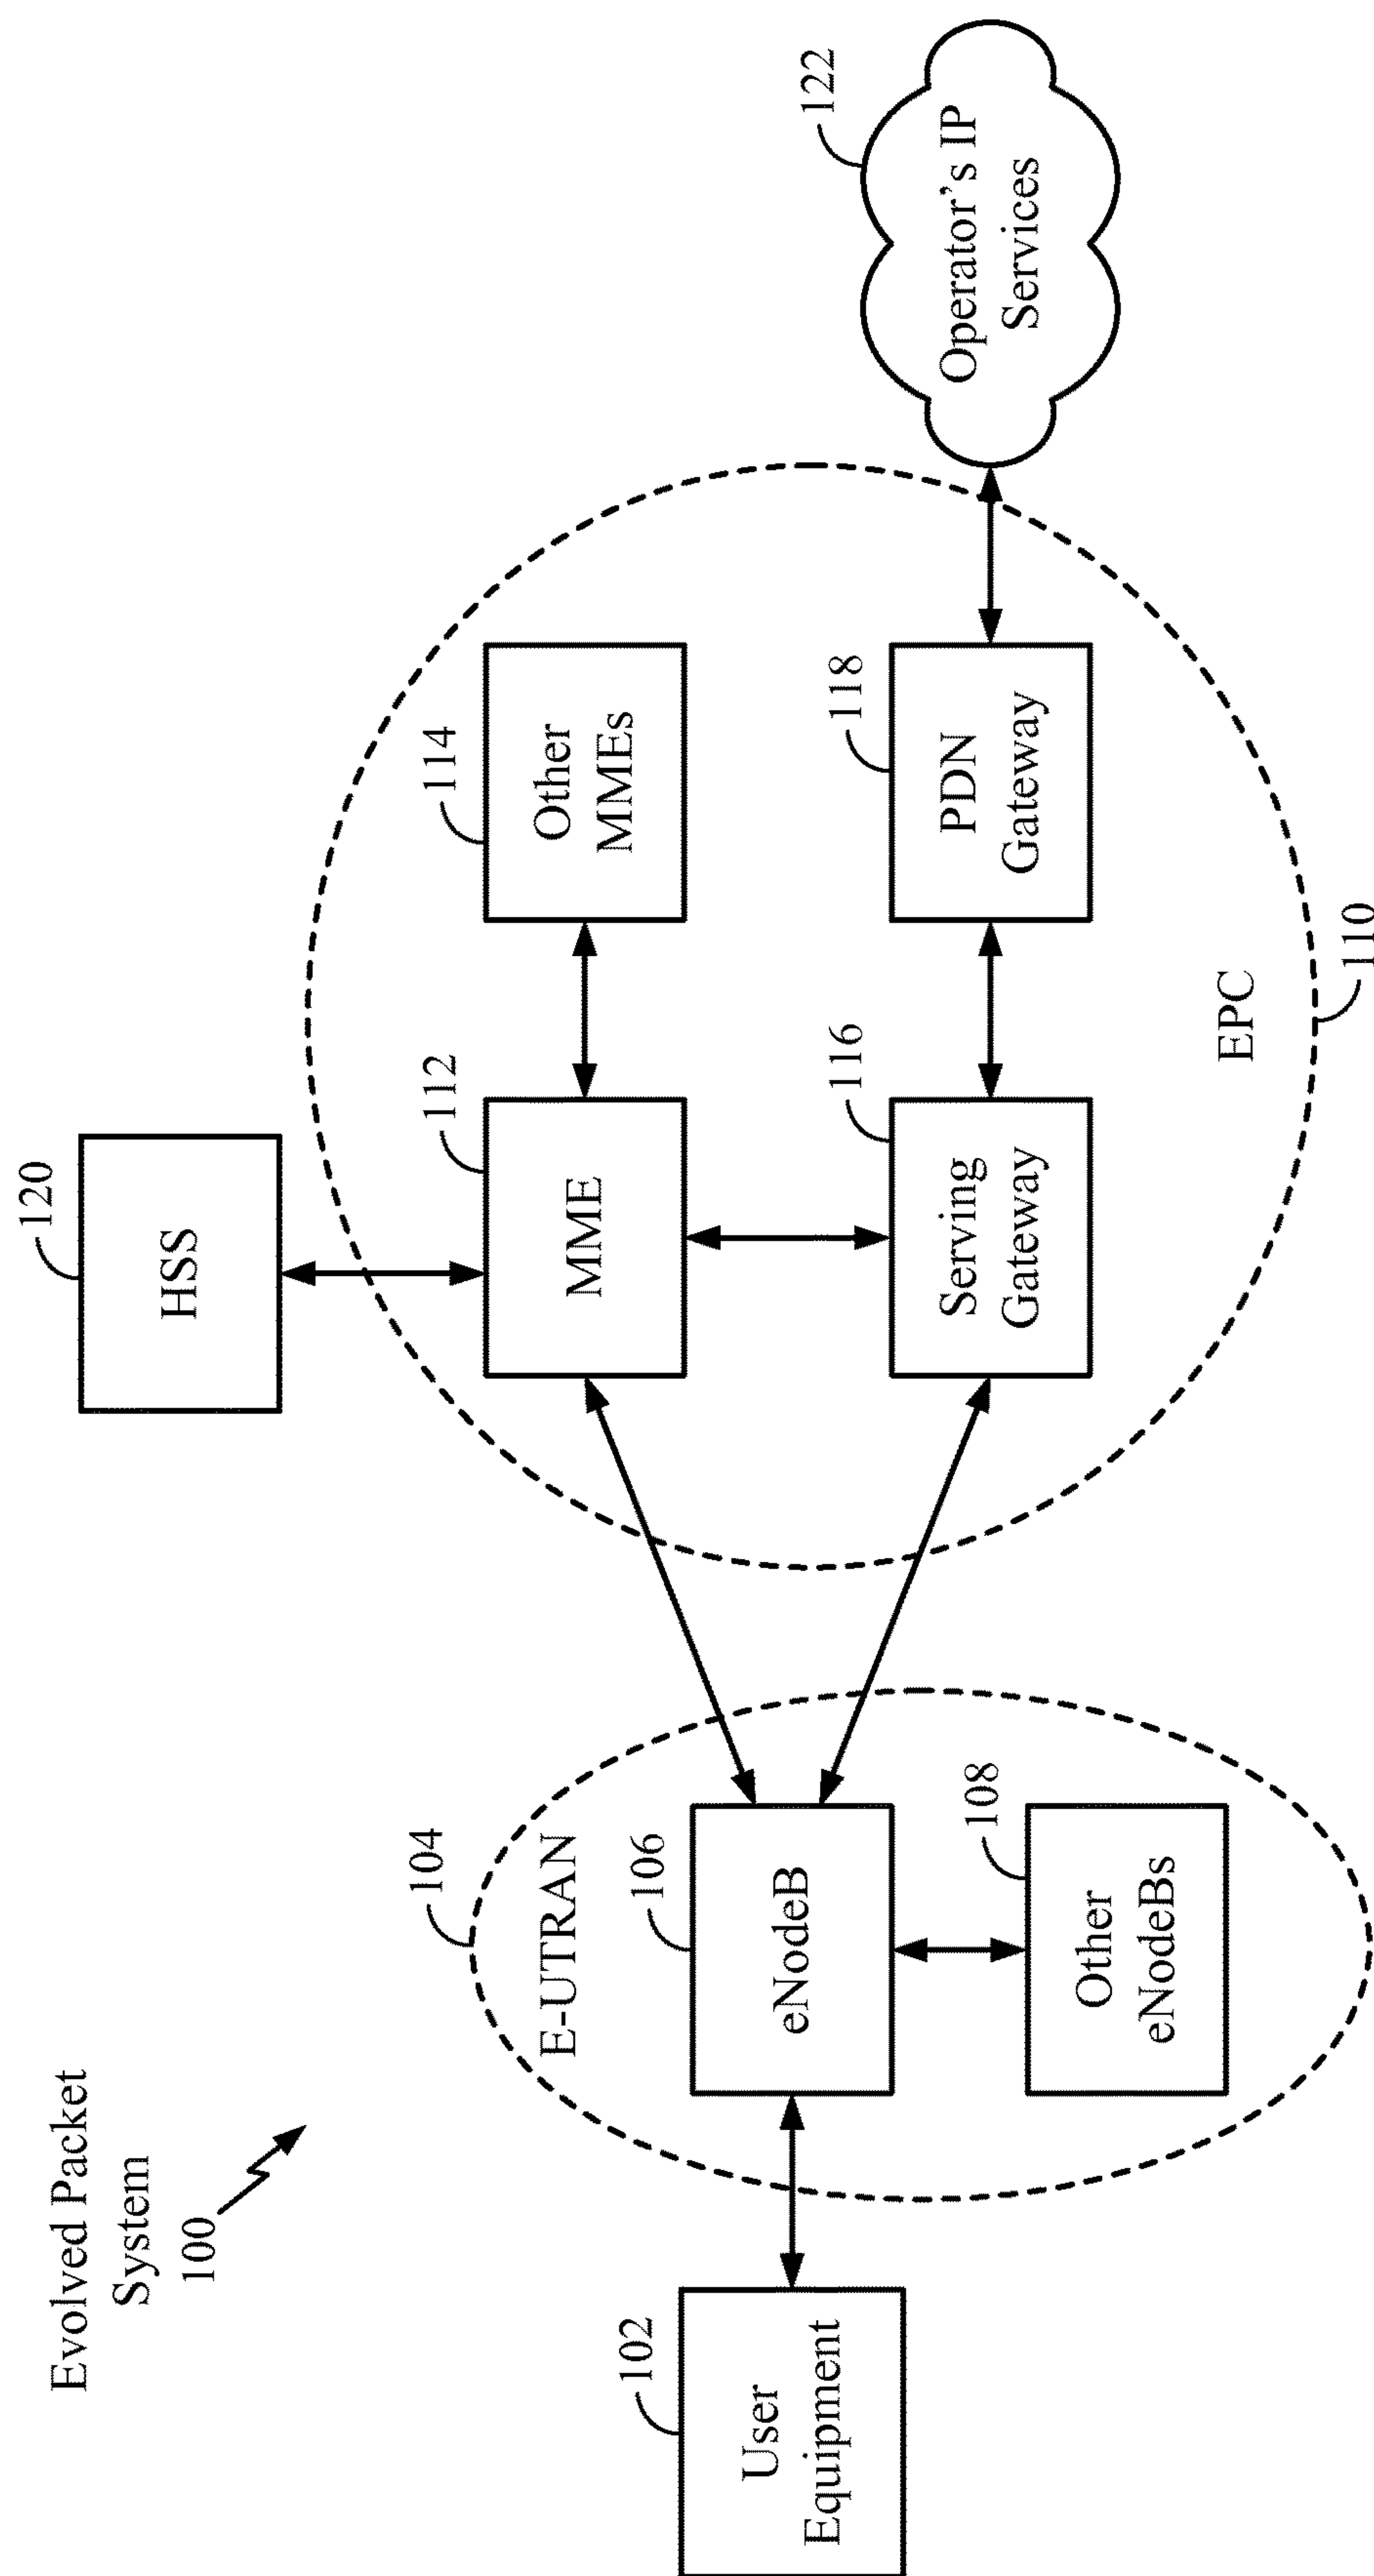 Evolved Packet
System
100
120
HSS
104
E-UTRAN
102
User
Equipment
106
eNodeB
108
Other
eNodeBs
112
MME
114
Other
MMEs
116
Serving
Gateway
118
PDN
Gateway
EPC
110
122
Operator's IP
Services